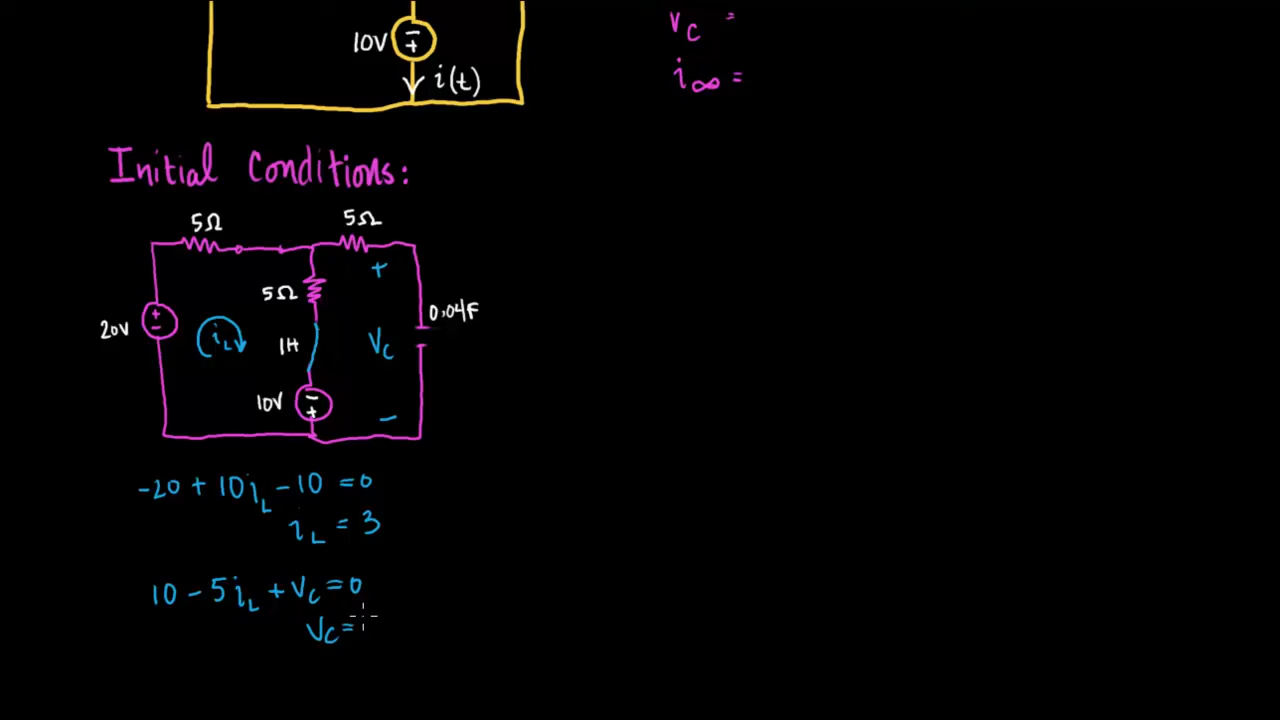 10V
- +
i(t)
V_C =
i_∞ =
Initial Conditions:
5Ω 5Ω
+
5Ω
20V + - i_L 1H V_C 0.04F
10V - +
-
-20 + 10i_L - 10 = 0
i_L = 3
10 - 5i_L + V_C = 0
V_C =